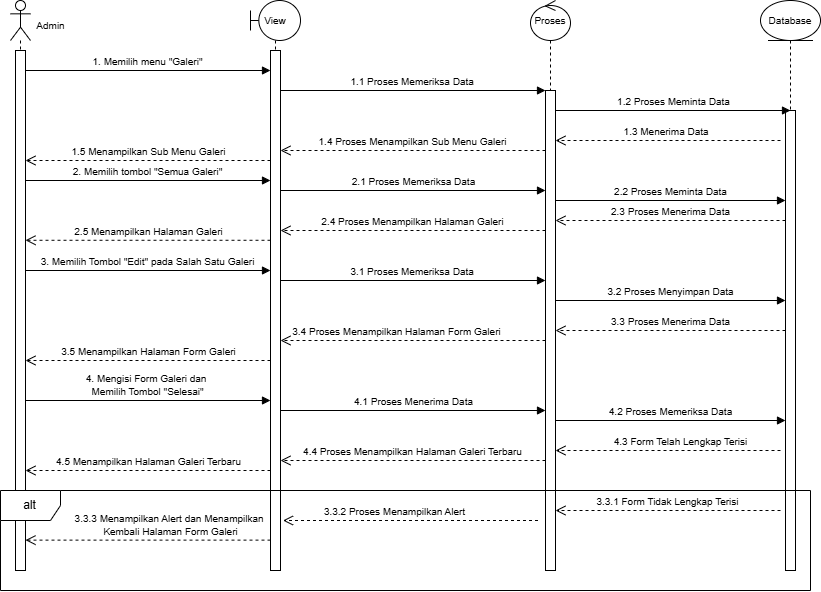 Admin
View
Proses
Database
1. Memilih menu "Galeri"
1.1 Proses Memeriksa Data
1.2 Proses Meminta Data
1.3 Menerima Data
1.4 Proses Menampilkan Sub Menu Galeri
1.5 Menampilkan Sub Menu Galeri
2. Memilih tombol "Semua Galeri"
2.1 Proses Memeriksa Data
2.2 Proses Meminta Data
2.3 Proses Menerima Data
2.4 Proses Menampilkan Halaman Galeri
2.5 Menampilkan Halaman Galeri
3. Memilih Tombol "Edit" pada Salah Satu Galeri
3.1 Proses Memeriksa Data
3.2 Proses Menyimpan Data
3.3 Proses Menerima Data
3.4 Proses Menampilkan Halaman Form Galeri
3.5 Menampilkan Halaman Form Galeri
4. Mengisi Form Galeri dan
Memilih Tombol "Selesai"
4.1 Proses Menerima Data
4.2 Proses Memeriksa Data
4.3 Form Telah Lengkap Terisi
4.4 Proses Menampilkan Halaman Galeri Terbaru
4.5 Menampilkan Halaman Galeri Terbaru
alt
3.3.1 Form Tidak Lengkap Terisi
3.3.2 Proses Menampilkan Alert
3.3.3 Menampilkan Alert dan Menampilkan
Kembali Halaman Form Galeri